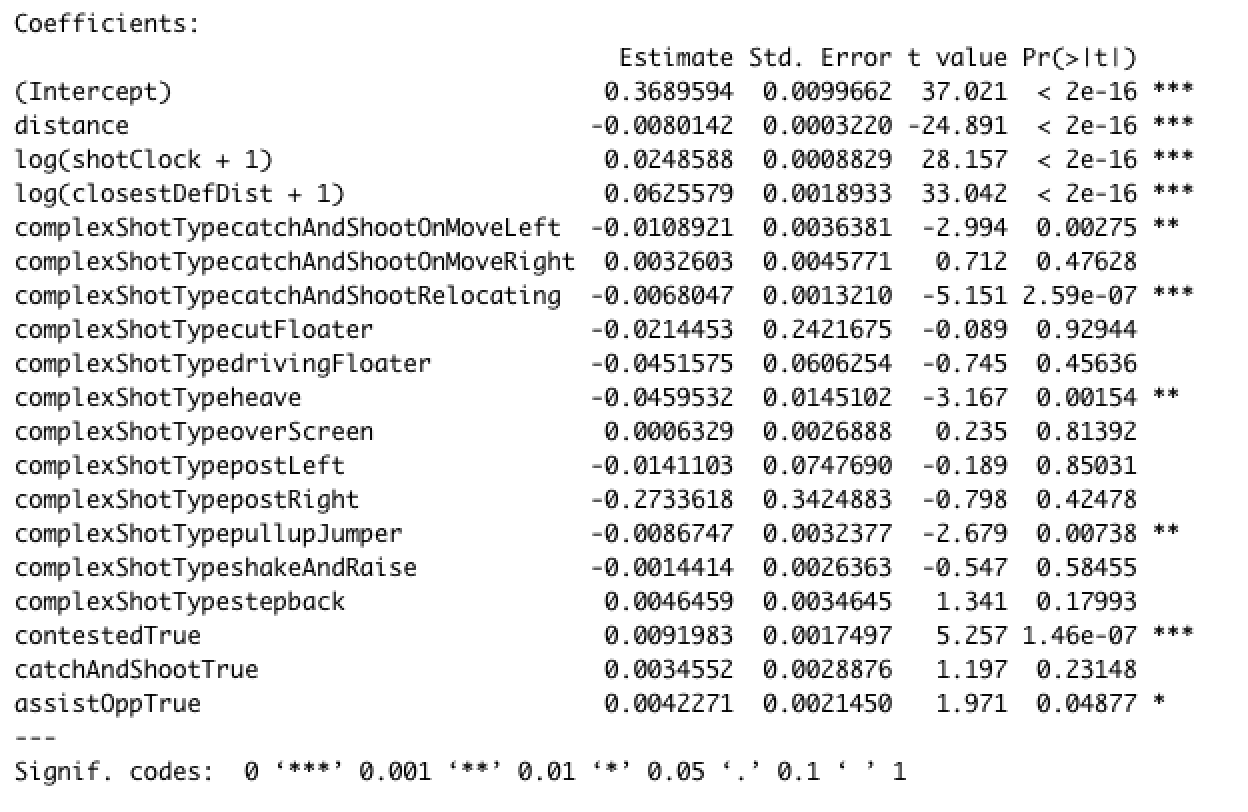 Coefficients:
Estimate Std. Error t value Pr(>|t|)
(Intercept) 0.3689594 0.0099662 37.021 < 2e-16 ***
distance -0.0080142 0.0003220 -24.891 < 2e-16 ***
log(shotClock + 1) 0.0248588 0.0008829 28.157 < 2e-16 ***
log(closestDefDist + 1) 0.0625579 0.0018933 33.042 < 2e-16 ***
complexShotTypecatchAndShootOnMoveLeft -0.0108921 0.0036381 -2.994 0.00275 **
complexShotTypecatchAndShootOnMoveRight 0.0032603 0.0045771 0.712 0.47628
complexShotTypecatchAndShootRelocating -0.0068047 0.0013210 -5.151 2.59e-07 ***
complexShotTypecutFloater -0.0214453 0.2421675 -0.089 0.92944
complexShotTypedrivingFloater -0.0451575 0.0606254 -0.745 0.45636
complexShotTypeheave -0.0459532 0.0145102 -3.167 0.00154 **
complexShotTypeoverScreen 0.0006329 0.0026888 0.235 0.81392
complexShotTypepostLeft -0.0141103 0.0747690 -0.189 0.85031
complexShotTypepostRight -0.2733618 0.3424883 -0.798 0.42478
complexShotTypepullupJumper -0.0086747 0.0032377 -2.679 0.00738 **
complexShotTypeshakeAndRaise -0.0014414 0.0026363 -0.547 0.58455
complexShotTypestepback 0.0046459 0.0034645 1.341 0.17993
contestedTrue 0.0091983 0.0017497 5.257 1.46e-07 ***
catchAndShootTrue 0.0034552 0.0028876 1.197 0.23148
assistOppTrue 0.0042271 0.0021450 1.971 0.04877 *
---
Signif. codes: 0 ‘***’ 0.001 ‘**’ 0.01 ‘*’ 0.05 ‘.’ 0.1 ‘ ’ 1